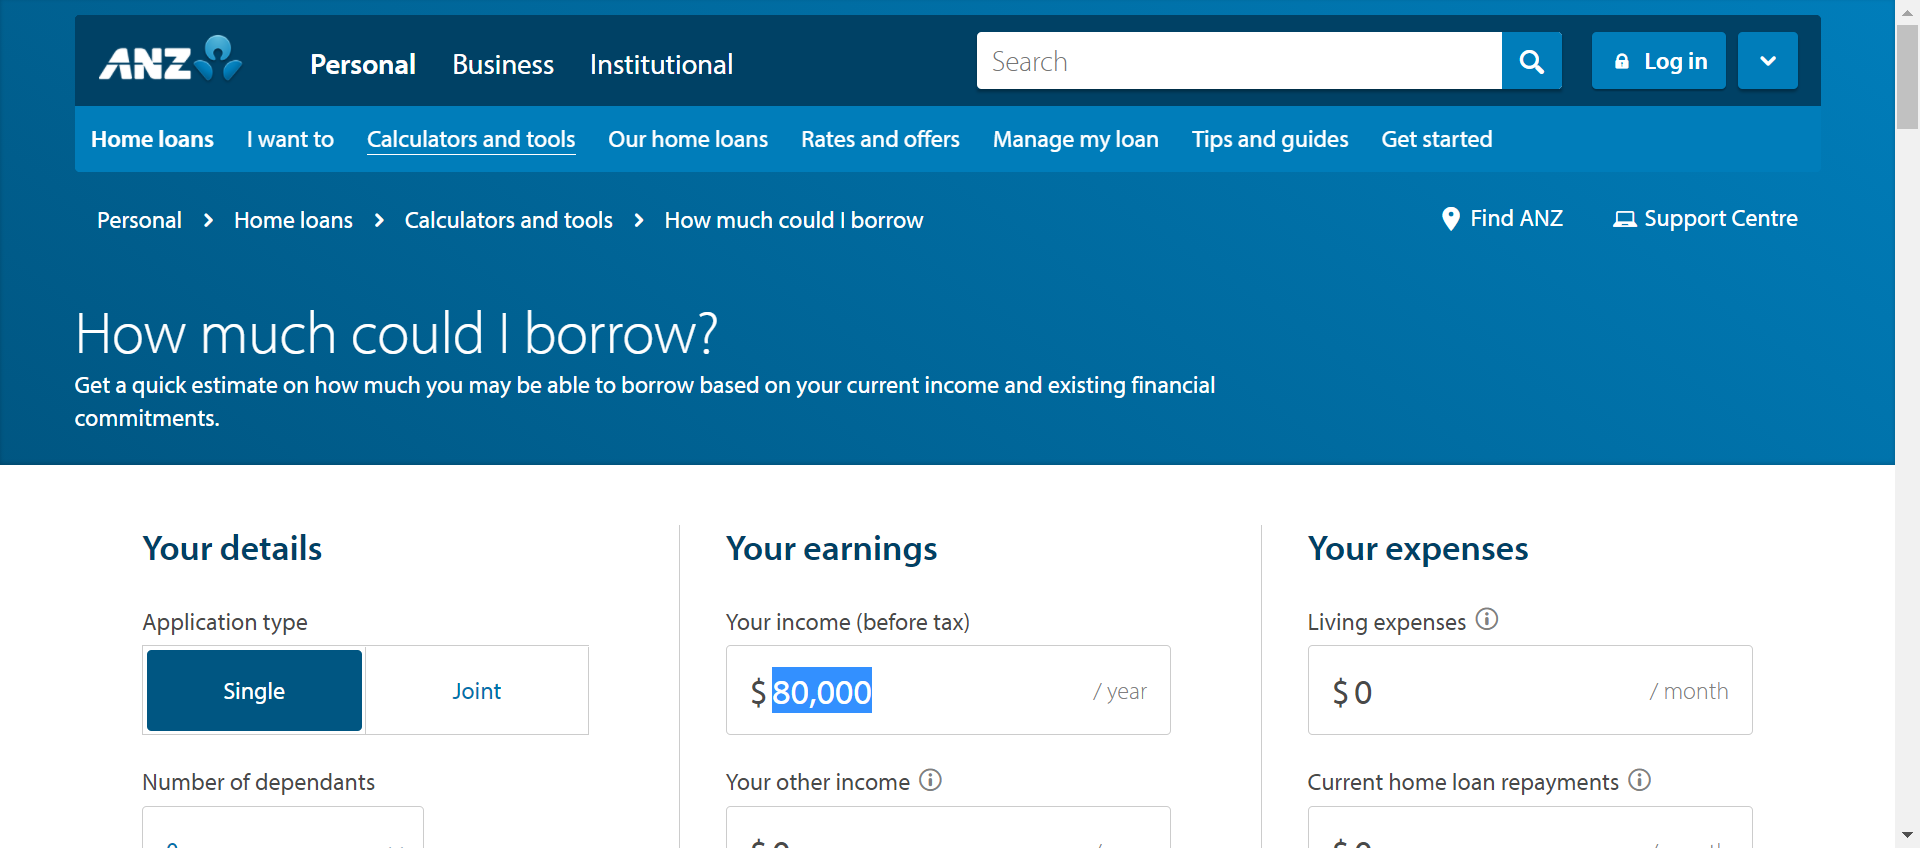 ANZ
Personal Business Institutional
Search
Log in
Home loans I want to Calculators and tools Our home loans Rates and offers Manage my loan Tips and guides Get started
Personal Home loans Calculators and tools How much could I borrow
Find ANZ Support Centre
How much could I borrow?
Get a quick estimate on how much you may be able to borrow based on your current income and existing financial
commitments.
Your details
Application type
Single Joint
Number of dependants
Your earnings
Your income (before tax)
$ 80,000 / year
Your other income
Your expenses
Living expenses
$ 0 / month
Current home loan repayments